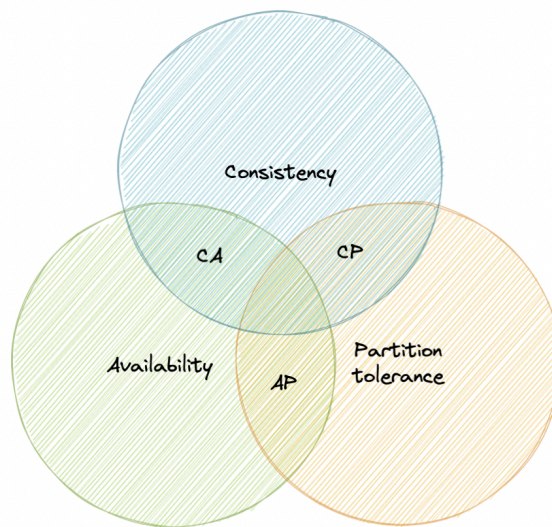 Consistency
CA
CP
Availability
Partition
tolerance
AP